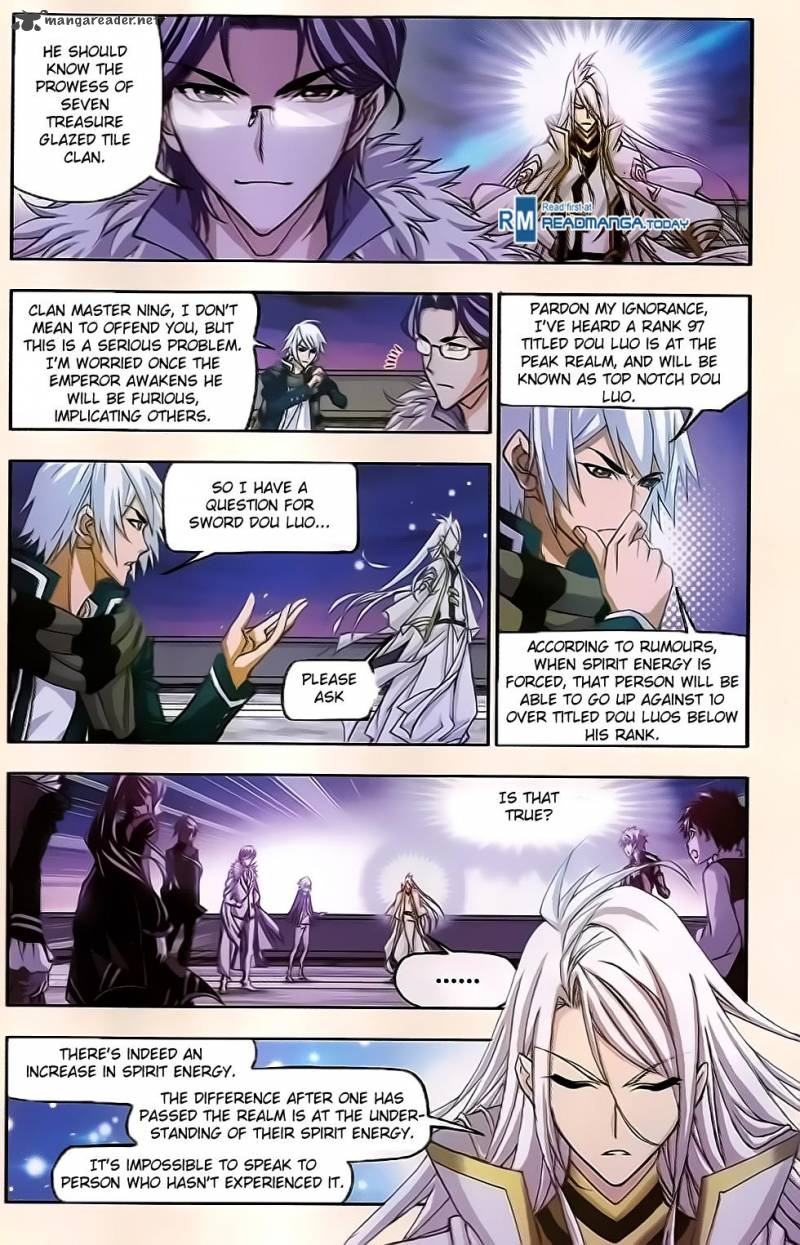 mangareader.net
HE SHOULD
KNOW THE
PROWESS OF
SEVEN
TREASURE
GLAZED TILE
CLAN.
Read first at
RM READMANGA.TODAY
CLAN MASTER NING, I DON'T
MEAN TO OFFEND YOU, BUT
THIS IS A SERIOUS PROBLEM.
I'M WORRIED ONCE THE
EMPEROR AWAKENS HE
WILL BE FURIOUS,
IMPLICATING OTHERS.
PARDON MY IGNORANCE,
I'VE HEARD A RANK 97
TITLED DOU LUO IS AT THE
PEAK REALM, AND WILL BE
KNOWN AS TOP NOTCH DOU
LUO.
SO I HAVE A
QUESTION FOR
SWORD DOU LUO...
PLEASE
ASK
ACCORDING TO RUMOURS,
WHEN SPIRIT ENERGY IS
FORCED, THAT PERSON WILL BE
ABLE TO GO UP AGAINST 10
OVER TITLED DOU LUOS BELOW
HIS RANK.
IS THAT
TRUE?
......
THERE'S INDEED AN
INCREASE IN SPIRIT ENERGY.
THE DIFFERENCE AFTER ONE HAS
PASSED THE REALM IS AT THE UNDER-
STANDING OF THEIR SPIRIT ENERGY.
IT'S IMPOSSIBLE TO SPEAK TO
PERSON WHO HASN'T EXPERIENCED IT.